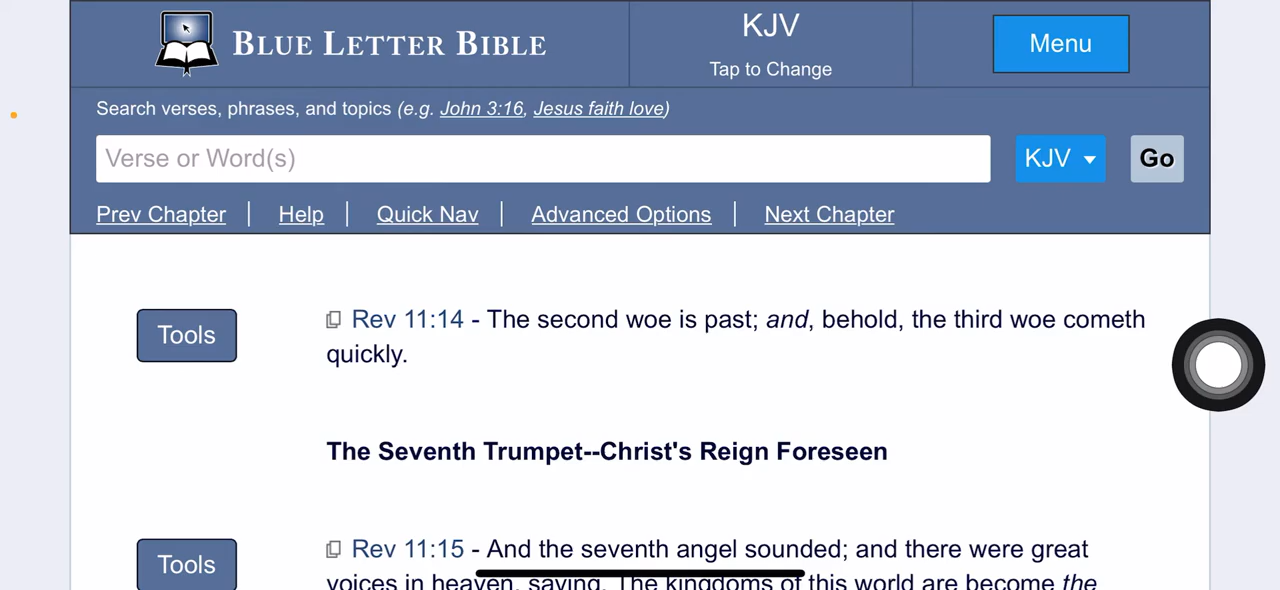 BLUE LETTER BIBLE
KJV
Tap to Change
Menu
Search verses, phrases, and topics (e.g. John 3:16, Jesus faith love)
Verse or Word(s)
KJV
Go
Prev Chapter | Help | Quick Nav | Advanced Options | Next Chapter
Tools
Rev 11:14 - The second woe is past; and, behold, the third woe cometh
quickly.
The Seventh Trumpet--Christ's Reign Foreseen
Tools
Rev 11:15 - And the seventh angel sounded; and there were great
voices in heaven, saying, The kingdoms of this world are become the